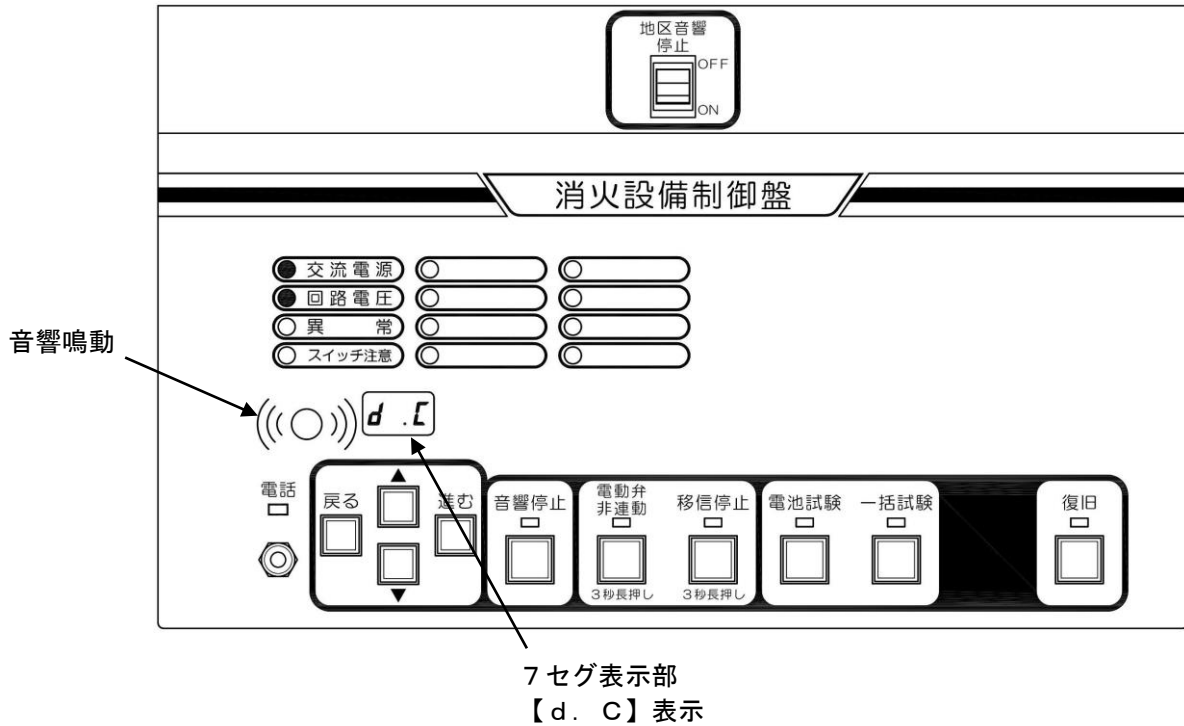 地区音響
停止
OFF
ON
消火設備制御盤
交流電源
回路電圧
異常
スイッチ注意
音響鳴動
d .C
電話
戻る
▲
進む
▼
音響停止
電動弁
非連動
3秒長押し
移信停止
3秒長押し
電池試験
一括試験
復旧
7セグ表示部
【d. C】表示